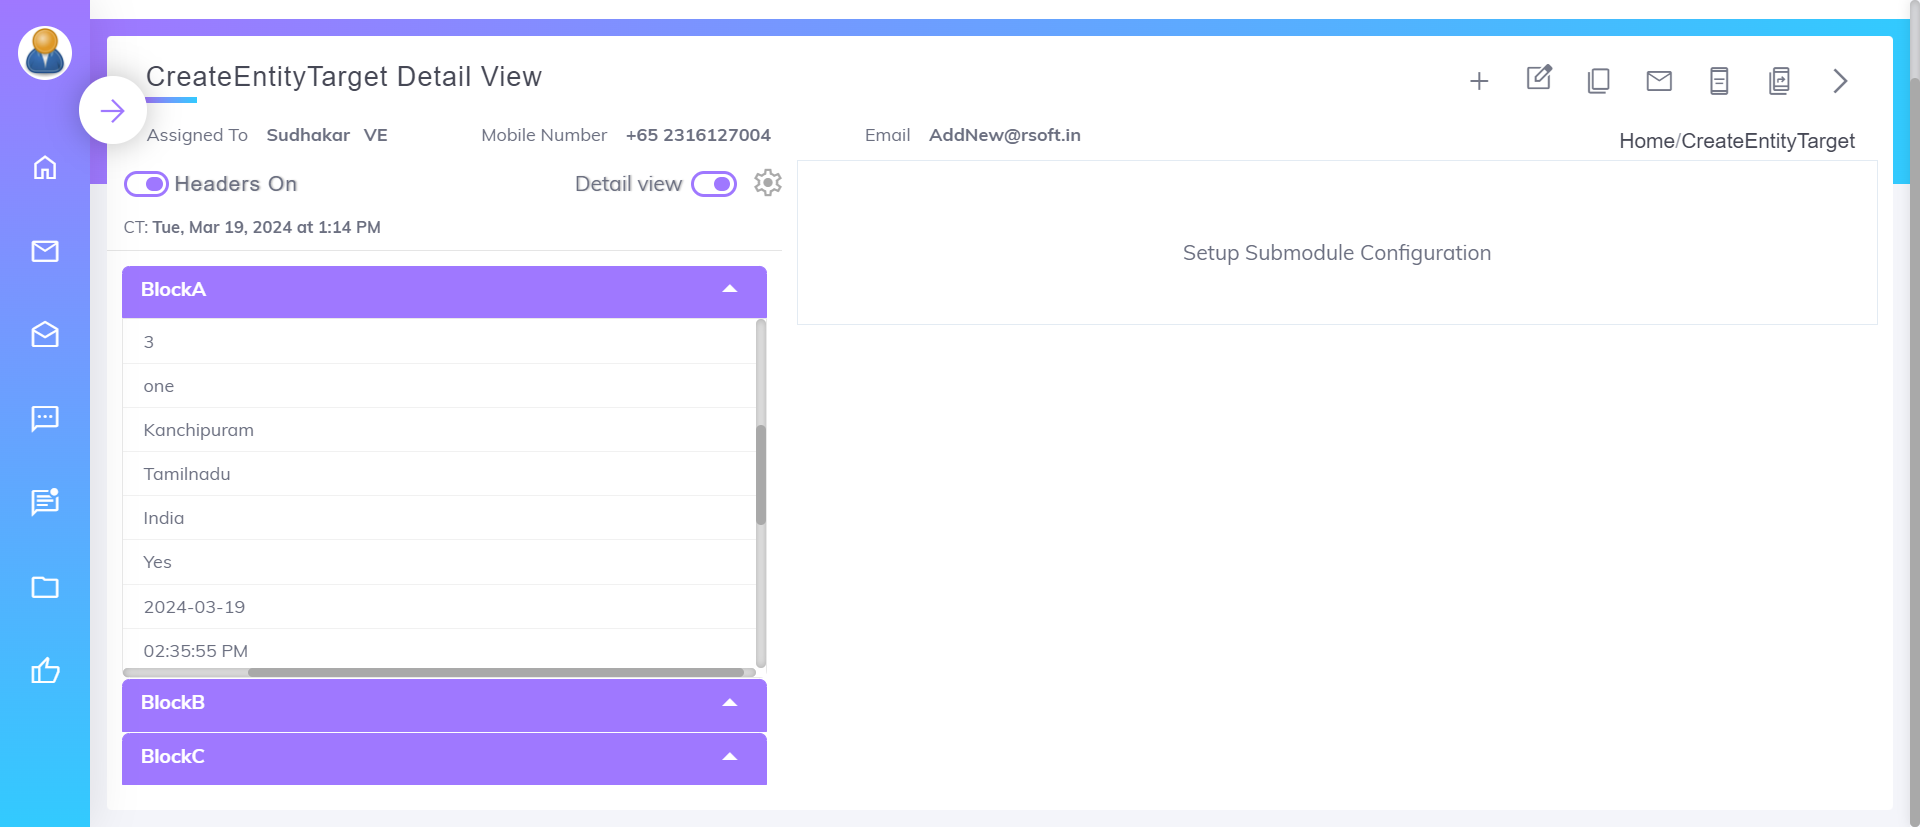 CreateEntityTarget Detail View
Assigned To Sudhakar VE Mobile Number +65 2316127004 Email AddNew@rsoft.in
Home/CreateEntityTarget
Headers On Detail view
CT: Tue, Mar 19, 2024 at 1:14 PM
Setup Submodule Configuration
BlockA
3
one
Kanchipuram
Tamilnadu
India
Yes
2024-03-19
02:35:55 PM
BlockB
BlockC